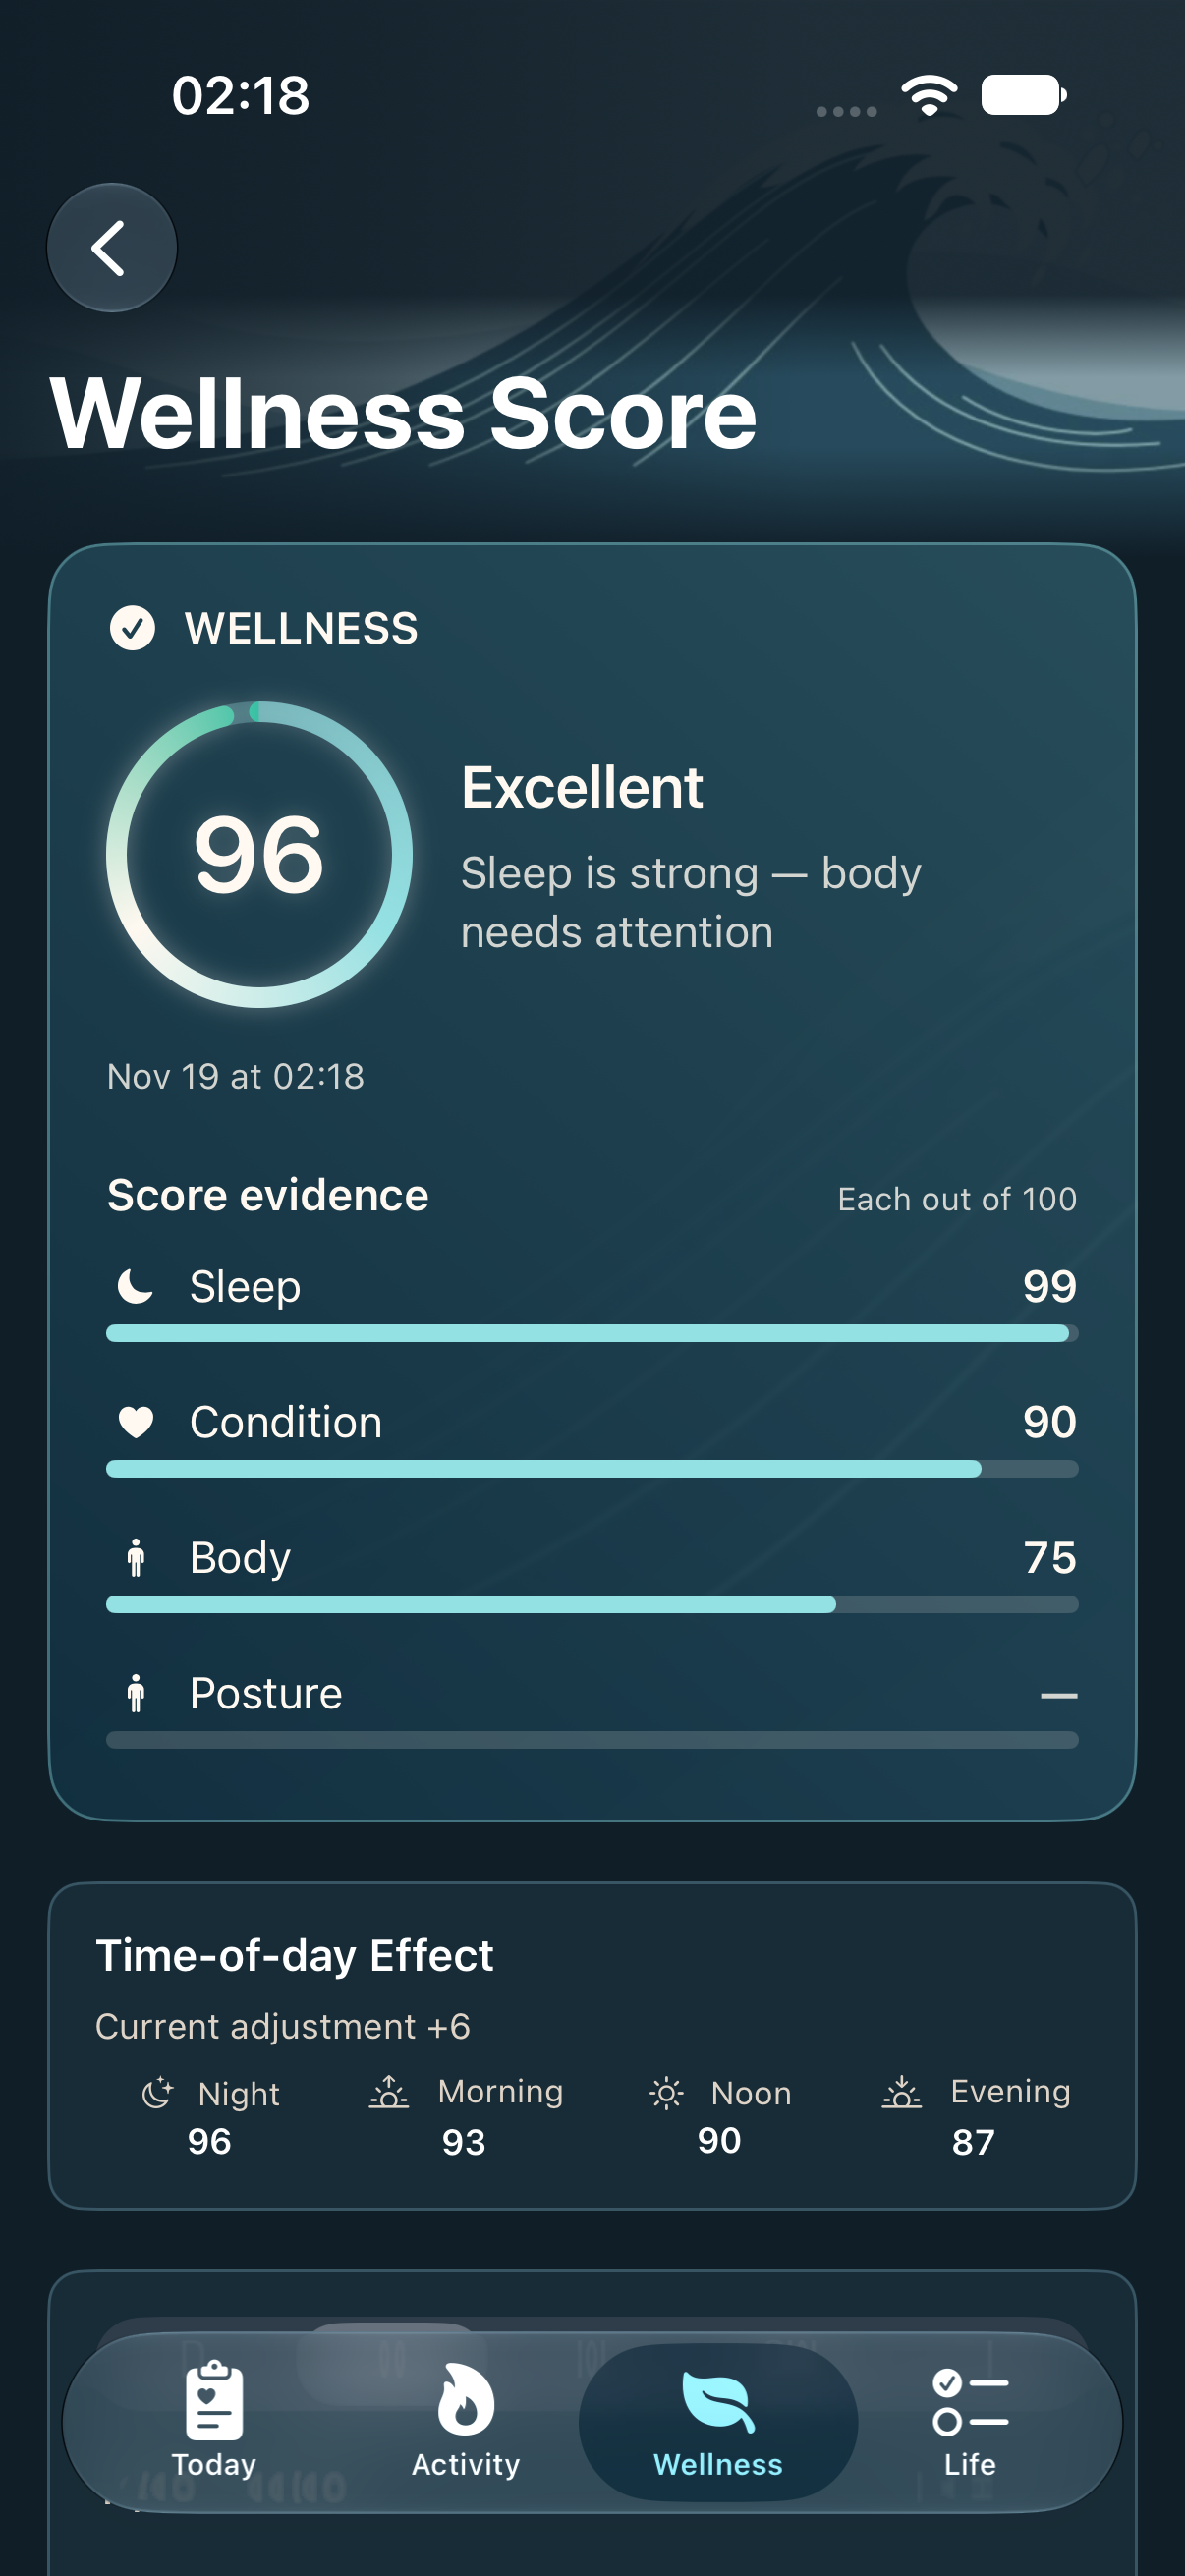 02:18
Wellness Score
WELLNESS
96
Excellent
Sleep is strong — body
needs attention
Nov 19 at 02:18
Score evidence
Each out of 100
Sleep
99
Condition
90
Body
75
Posture
—
Time-of-day Effect
Current adjustment +6
Night
Morning
Noon
Evening
96
93
90
87
Today
Activity
Wellness
Life